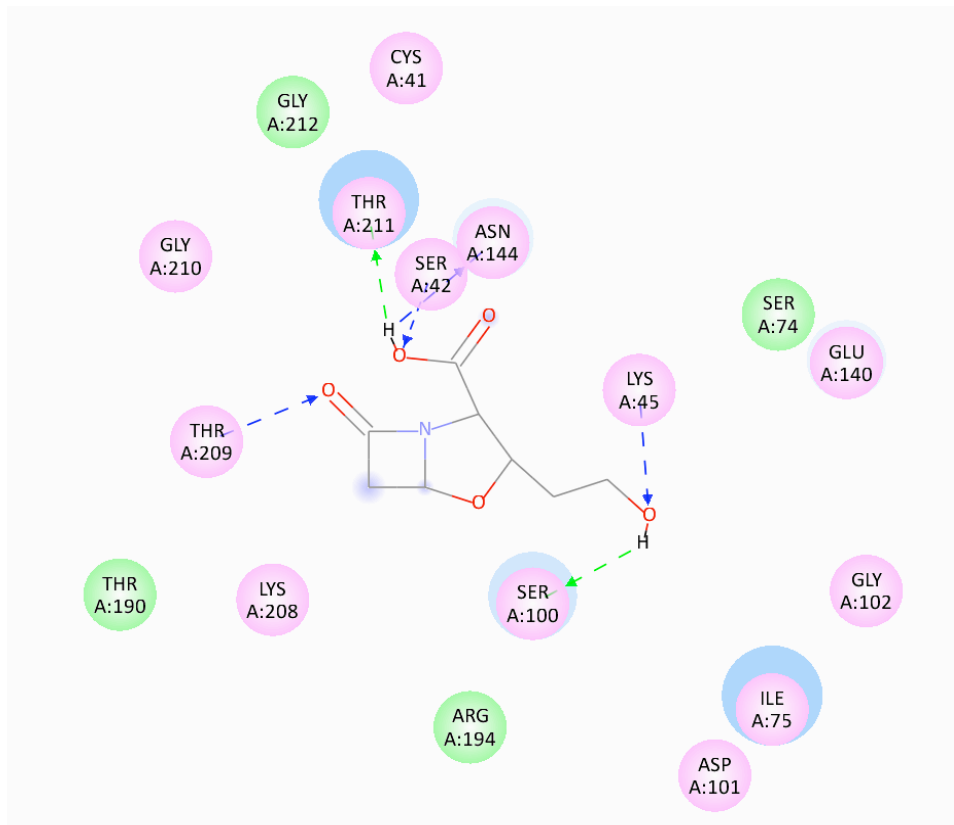 CYS
A:41
GLY
A:212
THR
A:211
ASN
A:144
SER
A:42
GLY
A:210
SER
A:74
H
O
O
GLU
A:140
LYS
A:45
O
THR
A:209
N
O
O
H
THR
A:190
LYS
A:208
SER
A:100
GLY
A:102
ILE
A:75
ARG
A:194
ASP
A:101